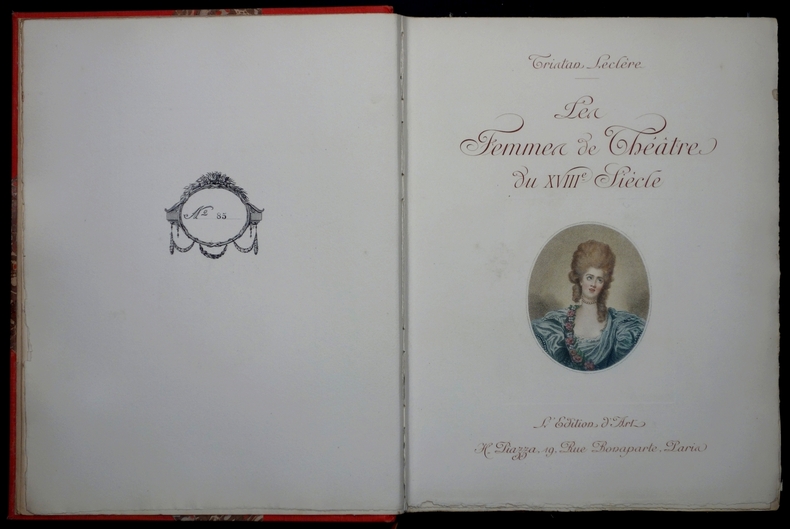 № 85
Tristan Leclère
Les
Femmes de Théâtre
du XVIIIe Siècle
L'Edition d'Art
H. Piazza, 19, Rue Bonaparte, Paris